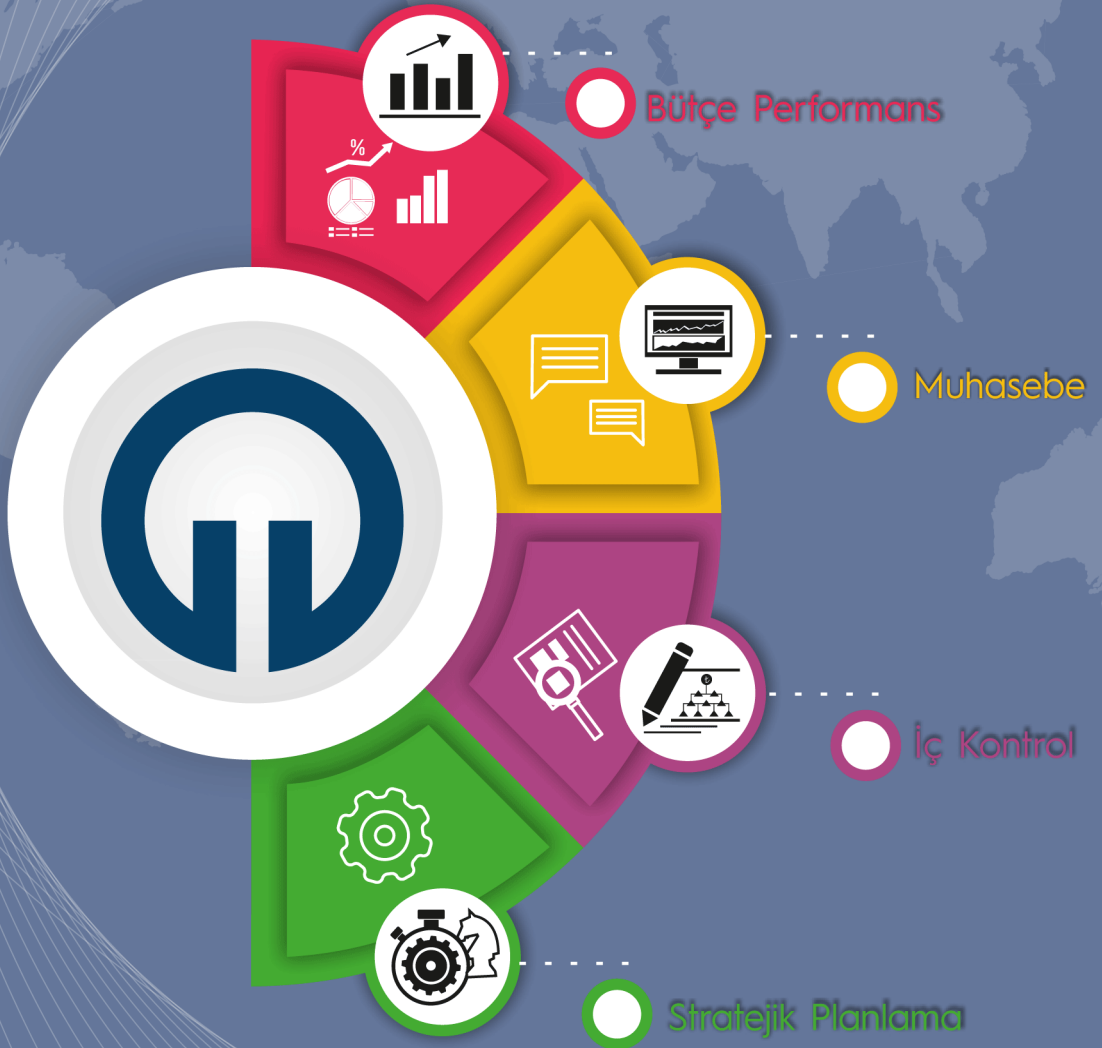 Bütçe Performans
%
Muhasebe
İç Kontrol
₺
Stratejik Planlama